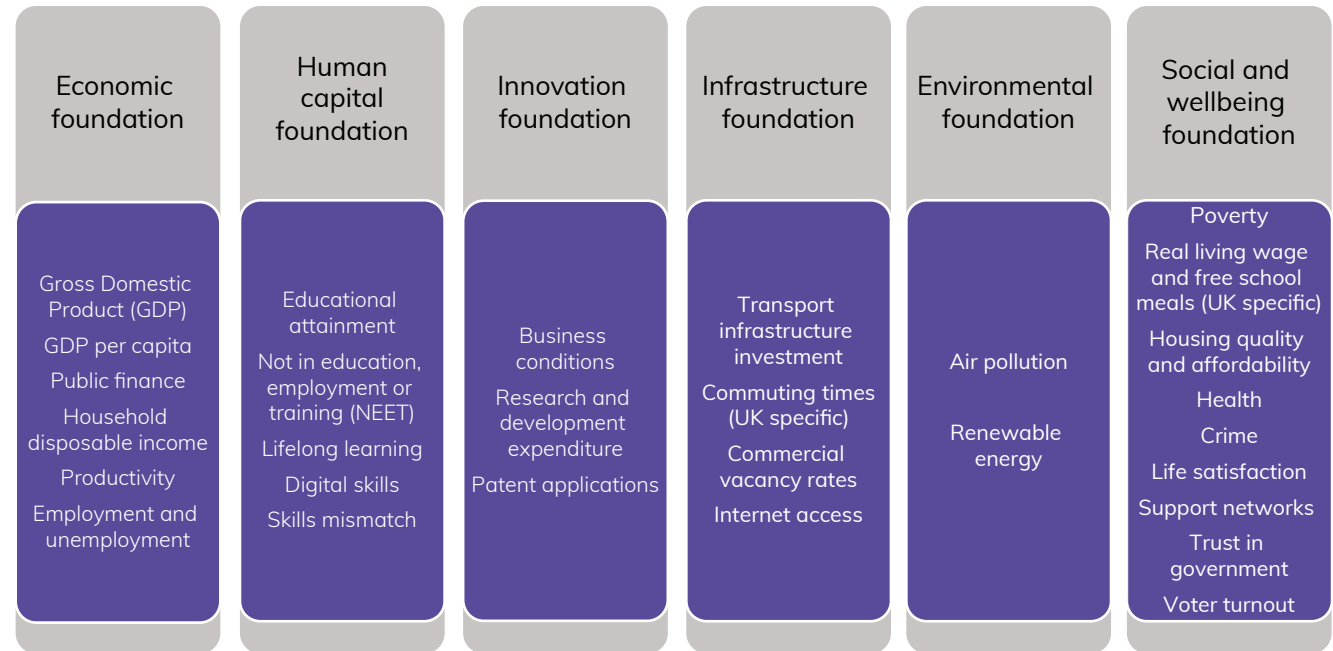 Economic
foundation
Gross Domestic
Product (GDP)
GDP per capita
Public finance
Household
disposable income
Productivity
Employment and
unemployment
Human
capital
foundation
Educational
attainment
Not in education,
employment or
training (NEET)
Lifelong learning
Digital skills
Skills mismatch
Innovation
foundation
Business
conditions
Research and
development
expenditure
Patent applications
Infrastructure
foundation
Transport
infrastructure
investment
Commuting times
(UK specific)
Commercial
vacancy rates
Internet access
Environmental
foundation
Air pollution
Renewable
energy
Social and
wellbeing
foundation
Poverty
Real living wage
and free school
meals (UK specific)
Housing quality
and affordability
Health
Crime
Life satisfaction
Support networks
Trust in
government
Voter turnout